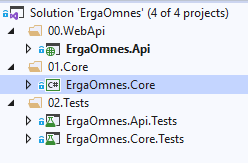 Solution 'ErgaOmnes' (4 of 4 projects)
00.WebApi
ErgaOmnes.Api
01.Core
C# ErgaOmnes.Core
02.Tests
ErgaOmnes.Api.Tests
ErgaOmnes.Core.Tests